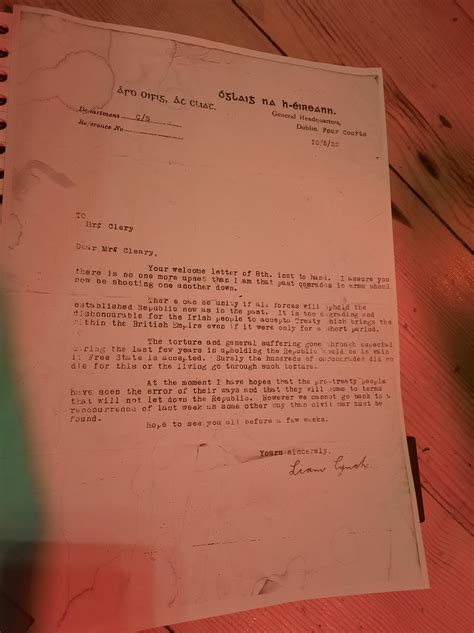 Árd Oifig, Áṫ Cliaṫ.
Óglaiġ na h-Éireann.
Department C/S
Reference No.
General Headquarters,
Dublin, Four Courts
10/5/22
To
Mrs Clery
Dear Mrs Cleary,
Your welcome letter of 8th. inst to hand. I assure you
there is no one more upset than I am that past comrades in arms shoul
now be shooting one another down.
There can be unity if all forces will uphold the
established Republic now as in the past. It is too degrading and
dishonourable for the Irish people to accept a Treaty which brings the
within the British Empire even if it were only for a short period.
The torture and general suffering gone through especial
during the last few years in upholding the Republic would be in vain
if Free State is accepted. Surely the hundreds of our comrades did no
die for this or the living go through such torture.
At the moment I have hopes that the pro-treaty people
have seen the error of their ways and that they will come to terms
that will not let down the Republic. However we cannot go back to a
reoccurrence of last week so some other way than civil war must be
found.
Hope to see you all before a few weeks.
Yours sincerely,
Liam Lynch.